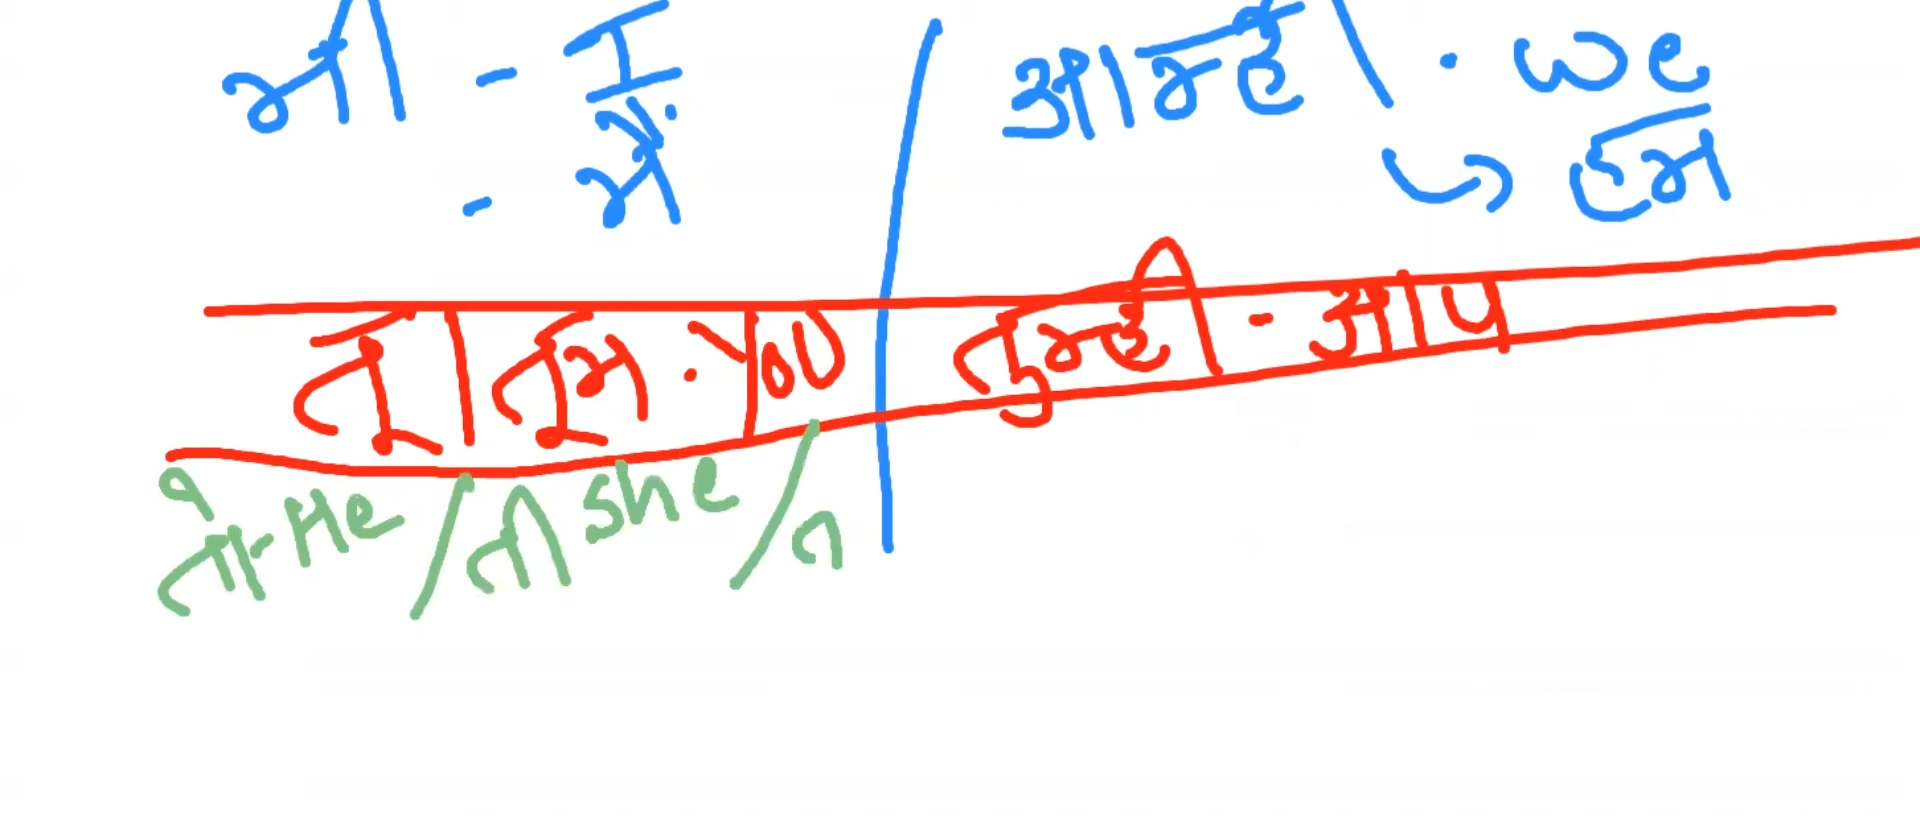 मी - I आम्ही . we
- मैं हम
तू | तुम . You तुम्ही - आप
तो - He / ती she / त